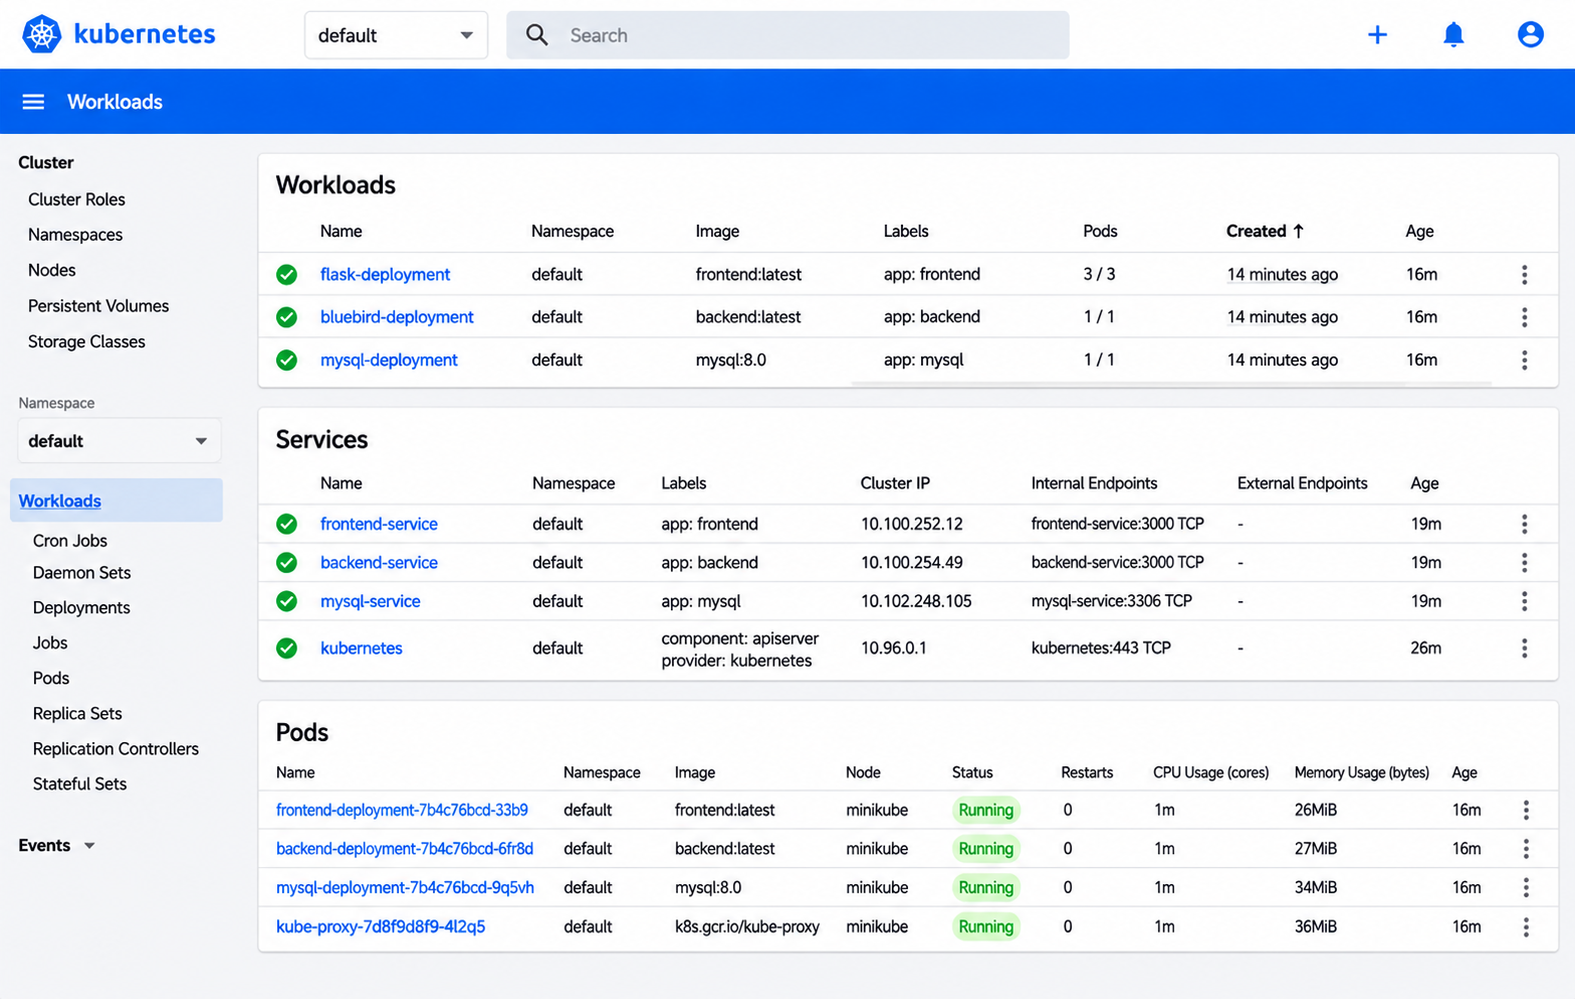 kubernetes
default
Search
Workloads
Cluster
Cluster Roles
Namespaces
Nodes
Persistent Volumes
Storage Classes
Namespace
default
Workloads
Cron Jobs
Daemon Sets
Deployments
Jobs
Pods
Replica Sets
Replication Controllers
Stateful Sets
Events
Workloads
Name Namespace Image Labels Pods Created ↑ Age
flask-deployment default frontend:latest app: frontend 3 / 3 14 minutes ago 16m
bluebird-deployment default backend:latest app: backend 1 / 1 14 minutes ago 16m
mysql-deployment default mysql:8.0 app: mysql 1 / 1 14 minutes ago 16m
Services
Name Namespace Labels Cluster IP Internal Endpoints External Endpoints Age
frontend-service default app: frontend 10.100.252.12 frontend-service:3000 TCP - 19m
backend-service default app: backend 10.100.254.49 backend-service:3000 TCP - 19m
mysql-service default app: mysql 10.102.248.105 mysql-service:3306 TCP - 19m
kubernetes default component: apiserver 10.96.0.1 kubernetes:443 TCP - 26m
provider: kubernetes
Pods
Name Namespace Image Node Status Restarts CPU Usage (cores) Memory Usage (bytes) Age
frontend-deployment-7b4c76bcd-33b9 default frontend:latest minikube Running 0 1m 26MiB 16m
backend-deployment-7b4c76bcd-6fr8d default backend:latest minikube Running 0 1m 27MiB 16m
mysql-deployment-7b4c76bcd-9q5vh default mysql:8.0 minikube Running 0 1m 34MiB 16m
kube-proxy-7d8f9d8f9-4l2q5 default k8s.gcr.io/kube-proxy minikube Running 0 1m 36MiB 16m